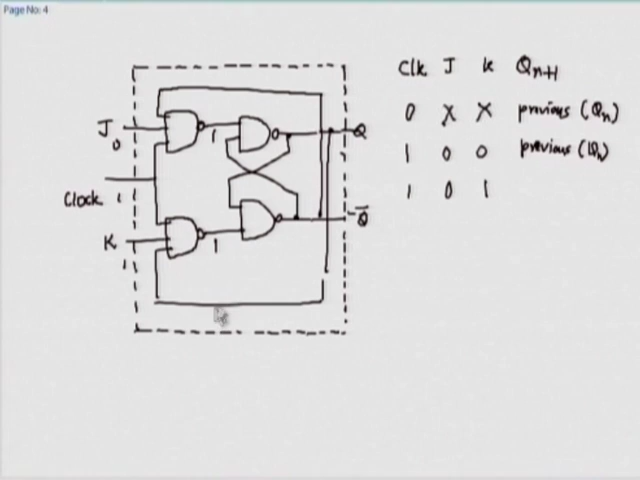 Page No: 4
Clk J K Qn+1
0 X X previous (Qn)
1 0 0 previous (Qn)
1 0 1
J 0
1
Q
Clock 1
K 1
1
Q̅